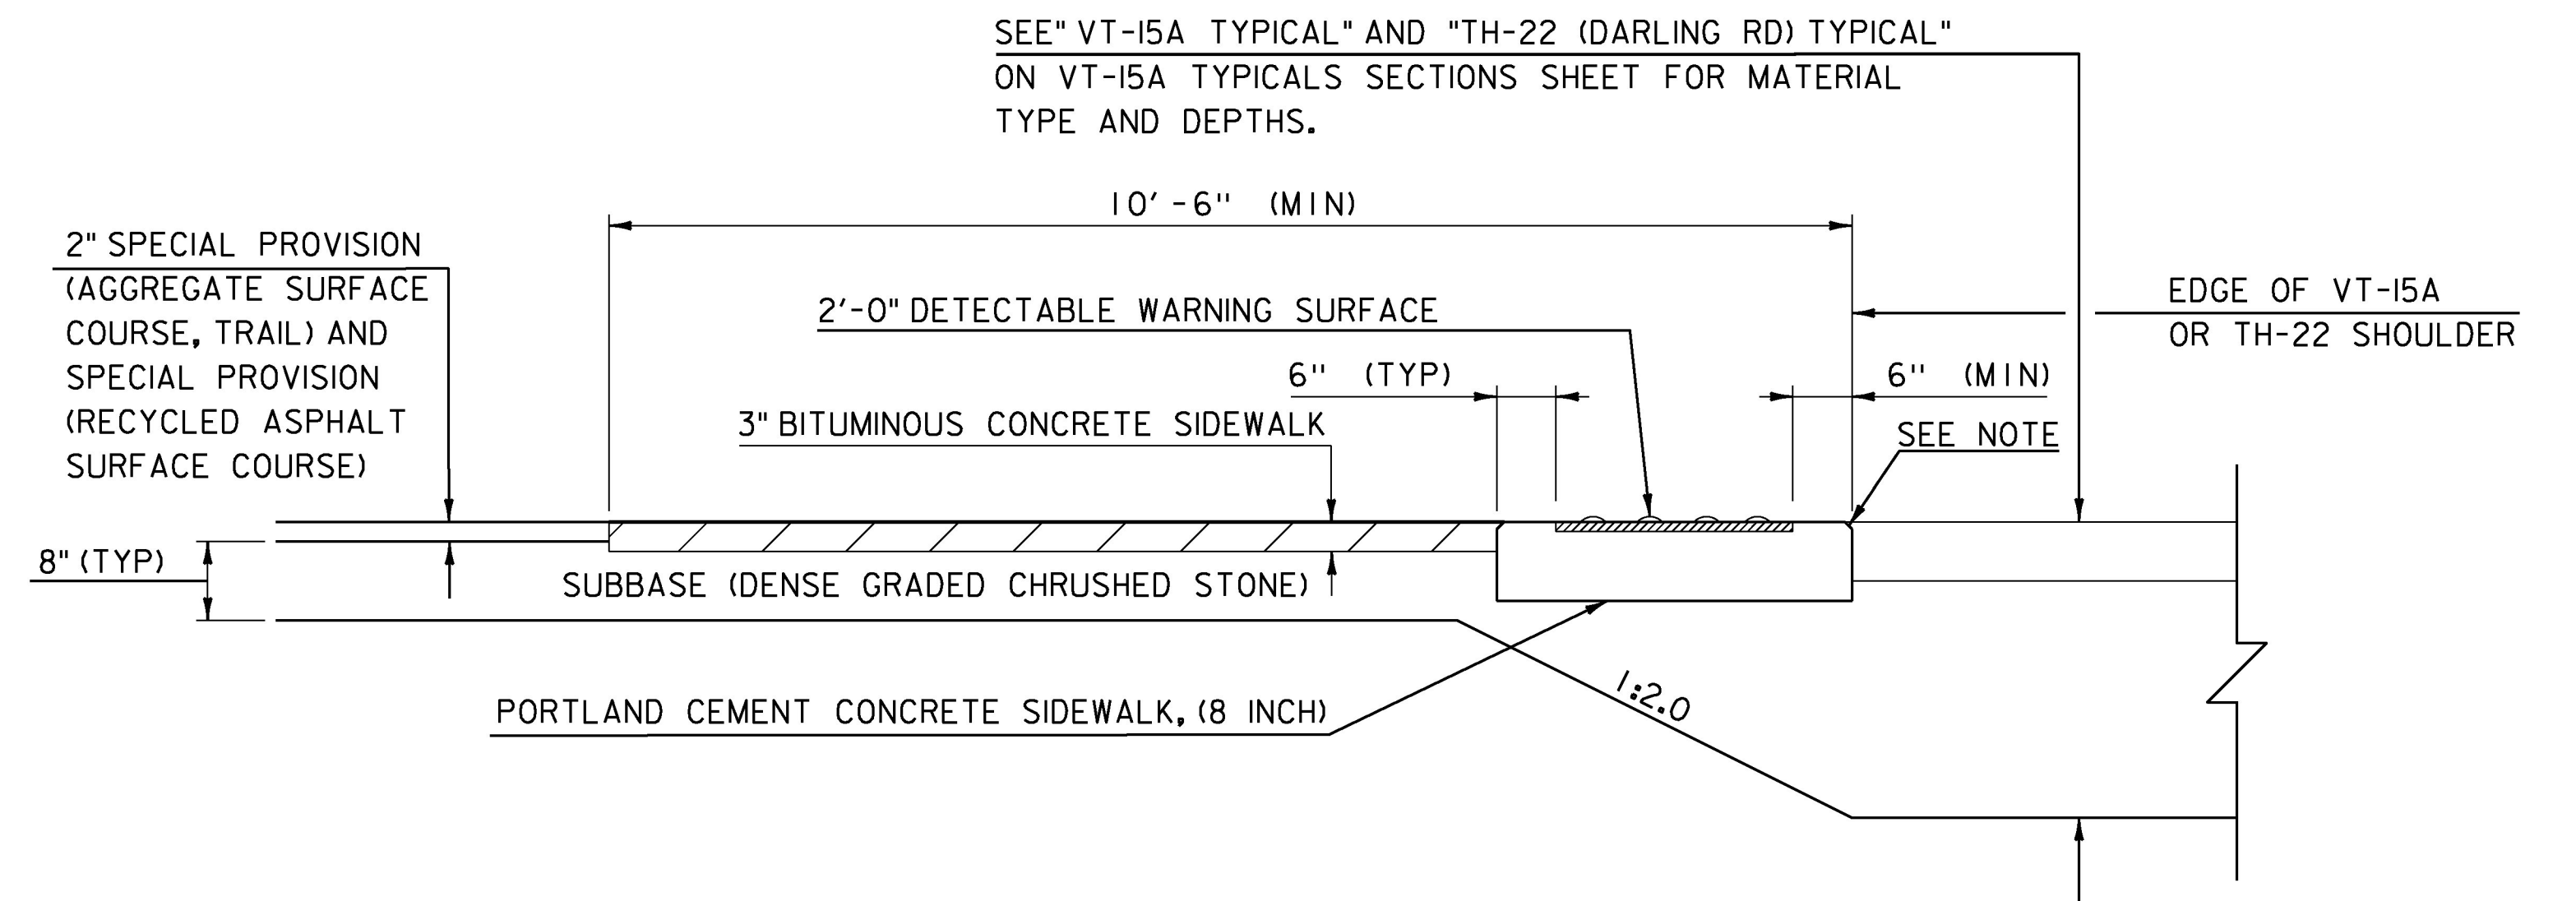 SEE" VT-15A TYPICAL" AND "TH-22 (DARLING RD) TYPICAL"
ON VT-15A TYPICALS SECTIONS SHEET FOR MATERIAL
TYPE AND DEPTHS.
10'-6" (MIN)
2" SPECIAL PROVISION
(AGGREGATE SURFACE
COURSE, TRAIL) AND
SPECIAL PROVISION
(RECYCLED ASPHALT
SURFACE COURSE)
2'-0" DETECTABLE WARNING SURFACE
EDGE OF VT-15A
OR TH-22 SHOULDER
6" (TYP)
6" (MIN)
3" BITUMINOUS CONCRETE SIDEWALK
SEE NOTE
8" (TYP)
SUBBASE (DENSE GRADED CHRUSHED STONE)
PORTLAND CEMENT CONCRETE SIDEWALK, (8 INCH)
1:2.0